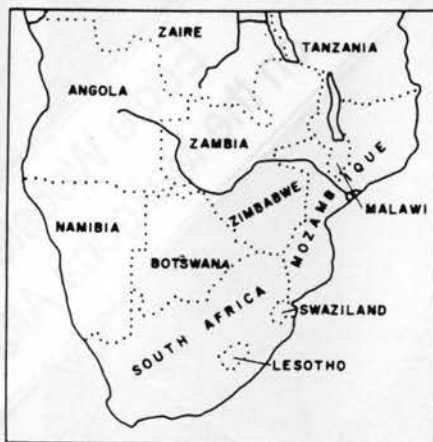 ZAIRE
TANZANIA
ANGOLA
ZAMBIA
MALAWI
MOZAMBIQUE
ZIMBABWE
NAMIBIA
BOTSWANA
SWAZILAND
SOUTH AFRICA
LESOTHO